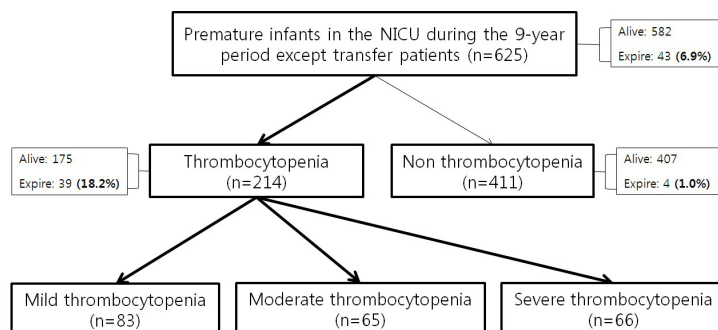 Premature infants in the NICU during the 9-year
period except transfer patients (n=625)
Alive: 582
Expire: 43 (6.9%)
Alive: 175
Expire: 39 (18.2%)
Thrombocytopenia
(n=214)
Non thrombocytopenia
(n=411)
Alive: 407
Expire: 4 (1.0%)
Mild thrombocytopenia
(n=83)
Moderate thrombocytopenia
(n=65)
Severe thrombocytopenia
(n=66)